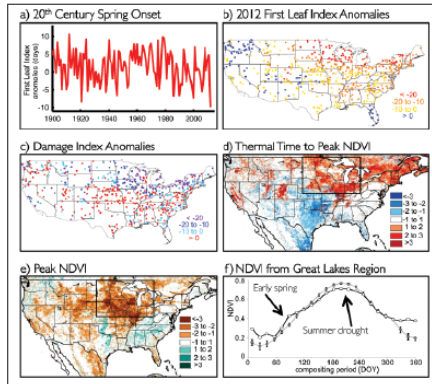 a) 20th Century Spring Onset
First Leaf Index
anomalies (days)
10
5
0
-5
-10
1900
1920
1940
1960
1980
2000
b) 2012 First Leaf Index Anomalies
< -20
-20 to -10
-10 to 0
> 0
c) Damage Index Anomalies
< -20
-20 to -10
-10 to 0
> 0
d) Thermal Time to Peak NDVI
<-3
-3 to -2
-2 to -1
-1 to 1
1 to 2
2 to 3
>3
e) Peak NDVI
<-3
-3 to -2
-2 to -1
-1 to 1
1 to 2
2 to 3
>3
f) NDVI from Great Lakes Region
NDVI
0.8
0.6
0.4
0.2
0
Early spring
Summer drought
0 60 120 180 240 300 360
compositing period (DOY)